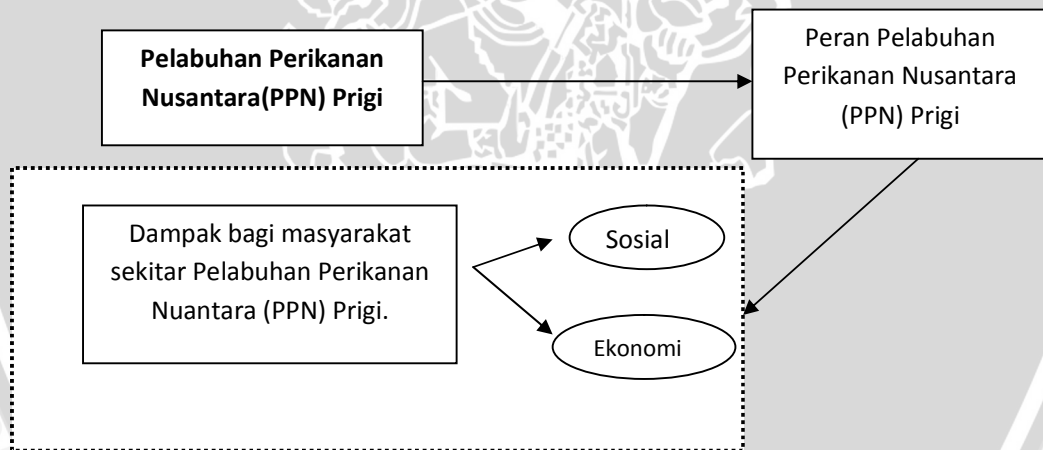 Pelabuhan Perikanan
Nusantara(PPN) Prigi
Peran Pelabuhan
Perikanan Nusantara
(PPN) Prigi
Dampak bagi masyarakat
sekitar Pelabuhan Perikanan
Nuantara (PPN) Prigi.
Sosial
Ekonomi